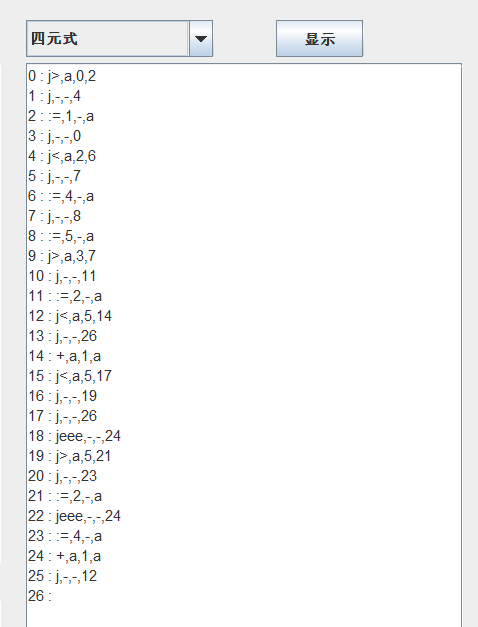 四元式
显示
0 : j>,a,0,2
1 : j,-,-,4
2 : :=,1,-,a
3 : j,-,-,0
4 : j<,a,2,6
5 : j,-,-,7
6 : :=,4,-,a
7 : j,-,-,8
8 : :=,5,-,a
9 : j>,a,3,7
10 : j,-,-,11
11 : :=,2,-,a
12 : j<,a,5,14
13 : j,-,-,26
14 : +,a,1,a
15 : j<,a,5,17
16 : j,-,-,19
17 : j,-,-,26
18 : jeee,-,-,24
19 : j>,a,5,21
20 : j,-,-,23
21 : :=,2,-,a
22 : jeee,-,-,24
23 : :=,4,-,a
24 : +,a,1,a
25 : j,-,-,12
26 :